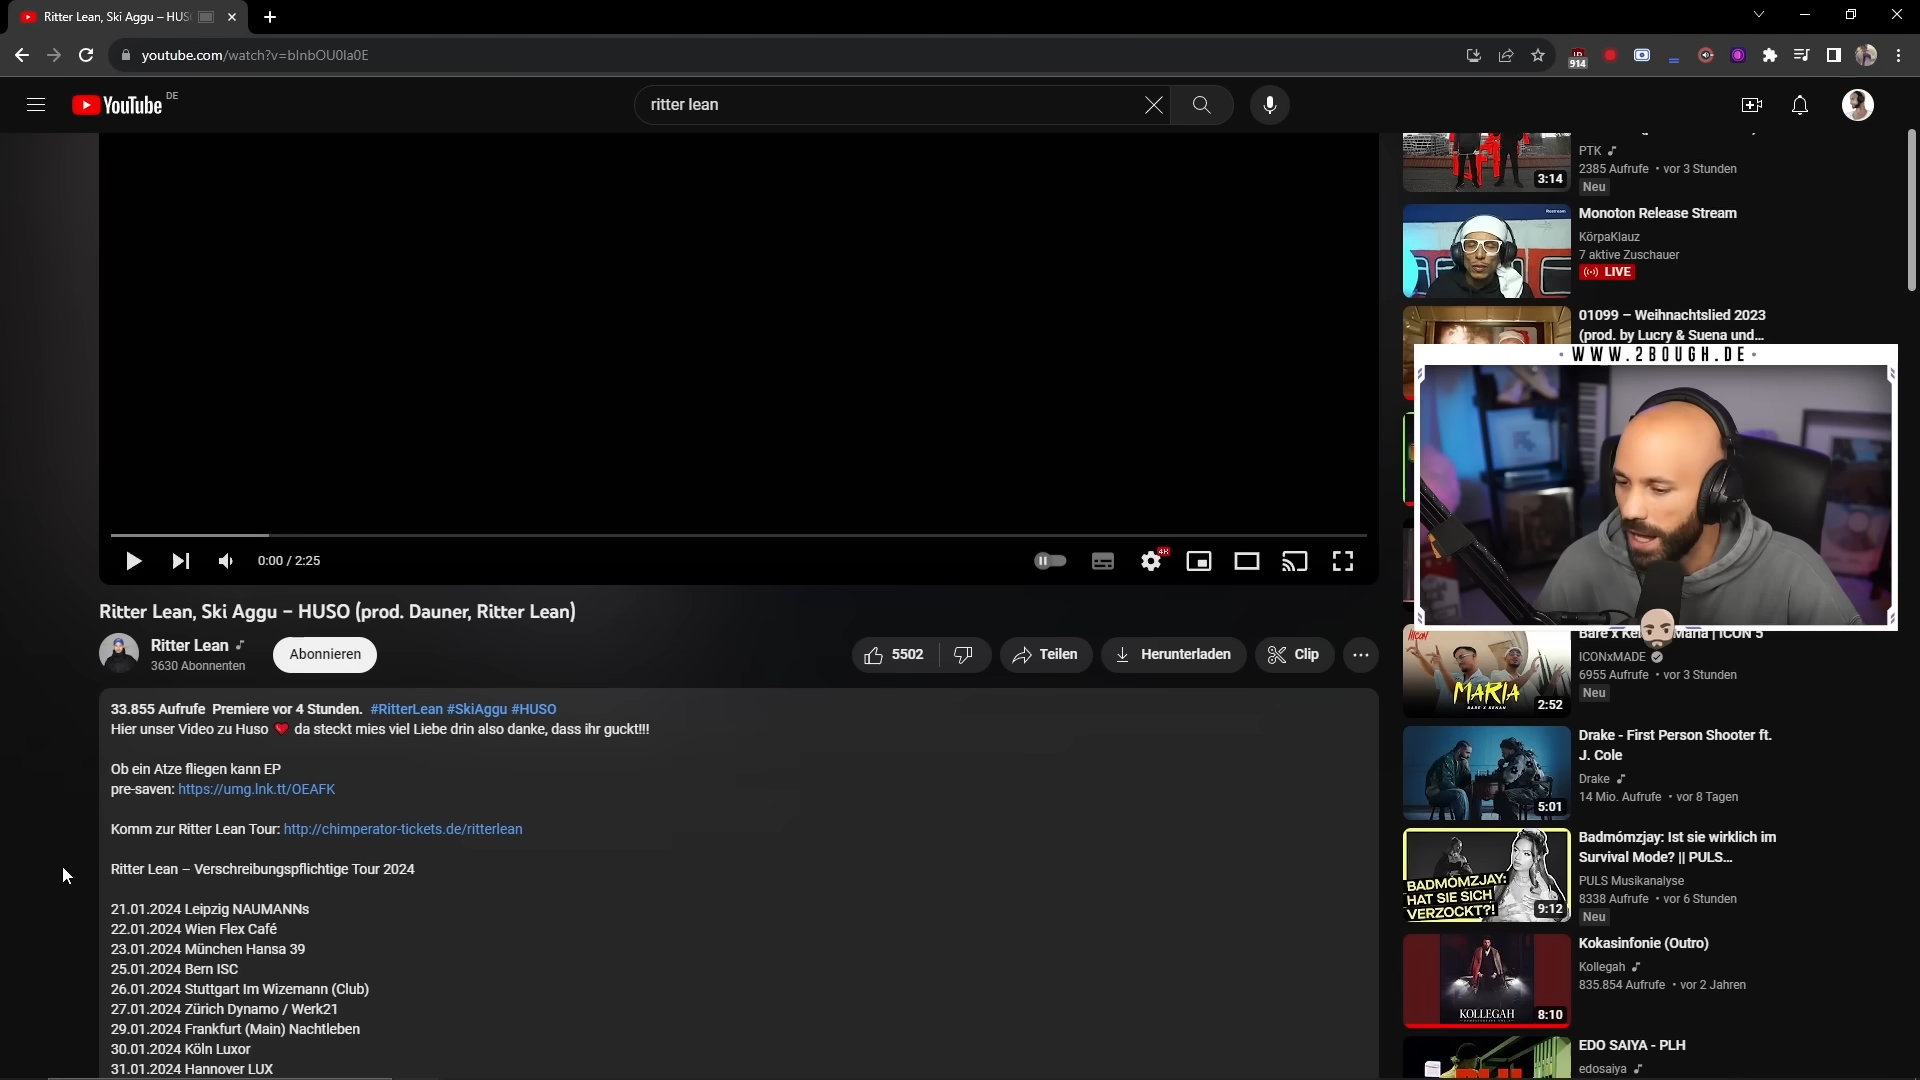 Ritter Lean, Ski Aggu – HUS
youtube.com/watch?v=blnbOU0la0E
914
YouTube DE
ritter lean
PTK
2385 Aufrufe • vor 3 Stunden
Neu
3:14
Monoton Release Stream
KörpaKlauz
7 aktive Zuschauer
LIVE
Restream
01099 – Weihnachtslied 2023
(prod. by Lucry & Suena und...
• WWW.2BOUGH.DE •
0:00 / 2:25
4K
Ritter Lean, Ski Aggu – HUSO (prod. Dauner, Ritter Lean)
Ritter Lean
3630 Abonnenten
Abonnieren
5502
Teilen
Herunterladen
Clip
33.855 Aufrufe Premiere vor 4 Stunden. #RitterLean #SkiAggu #HUSO
Hier unser Video zu Huso ❤ da steckt mies viel Liebe drin also danke, dass ihr guckt!!!
Ob ein Atze fliegen kann EP
pre-saven: https://umg.lnk.tt/OEAFK
Komm zur Ritter Lean Tour: http://chimperator-tickets.de/ritterlean
Ritter Lean – Verschreibungspflichtige Tour 2024
21.01.2024 Leipzig NAUMANNs
22.01.2024 Wien Flex Café
23.01.2024 München Hansa 39
25.01.2024 Bern ISC
26.01.2024 Stuttgart Im Wizemann (Club)
27.01.2024 Zürich Dynamo / Werk21
29.01.2024 Frankfurt (Main) Nachtleben
30.01.2024 Köln Luxor
31.01.2024 Hannover LUX
Maria | ICON 5
ICONxMADE
6955 Aufrufe • vor 3 Stunden
Neu
MARIA
2:52
Drake - First Person Shooter ft.
J. Cole
Drake
14 Mio. Aufrufe • vor 8 Tagen
5:01
Badmómzjay: Ist sie wirklich im
Survival Mode? || PULS...
PULS Musikanalyse
8338 Aufrufe • vor 6 Stunden
Neu
BADMÓMZJAY:
HAT SIE SICH
VERZOCKT?!
9:12
Kokasinfonie (Outro)
Kollegah
835.854 Aufrufe • vor 2 Jahren
KOLLEGAH
8:10
EDO SAIYA - PLH
edosaiya